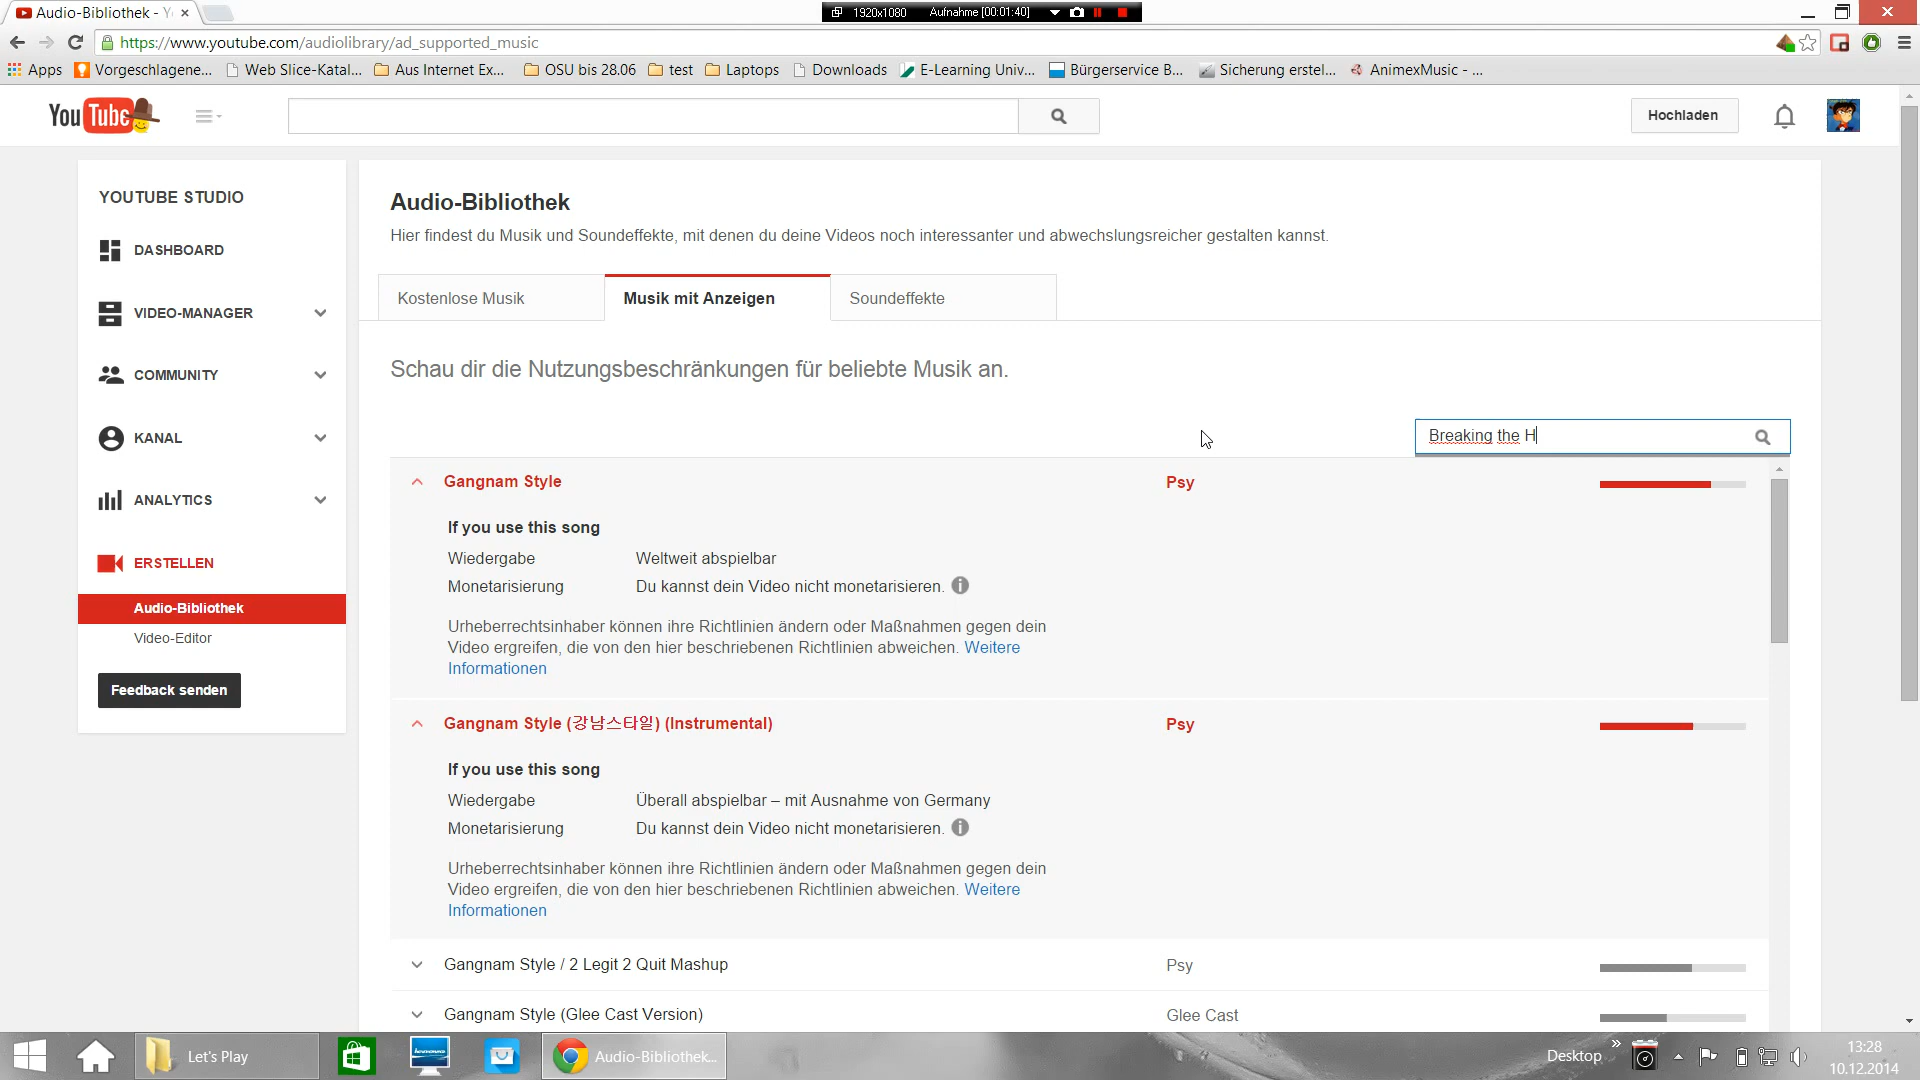 Audio-Bibliothek - Y
1920x1080 Aufnahme [00:01:40]
https://www.youtube.com/audiolibrary/ad_supported_music
Apps Vorgeschlagene... Web Slice-Katal... Aus Internet Ex... OSU bis 28.06 test Laptops Downloads E-Learning Univ... Bürgerservice B... Sicherung erstel... AnimexMusic - ...
YouTube
Hochladen
YOUTUBE STUDIO
DASHBOARD
VIDEO-MANAGER
COMMUNITY
KANAL
ANALYTICS
ERSTELLEN
Audio-Bibliothek
Video-Editor
Feedback senden
Audio-Bibliothek
Hier findest du Musik und Soundeffekte, mit denen du deine Videos noch interessanter und abwechslungsreicher gestalten kannst.
Kostenlose Musik Musik mit Anzeigen Soundeffekte
Schau dir die Nutzungsbeschränkungen für beliebte Musik an.
Breaking the H
Gangnam Style Psy
If you use this song
Wiedergabe Weltweit abspielbar
Monetarisierung Du kannst dein Video nicht monetarisieren.
Urheberrechtsinhaber können ihre Richtlinien ändern oder Maßnahmen gegen dein
Video ergreifen, die von den hier beschriebenen Richtlinien abweichen. Weitere
Informationen
Gangnam Style (강남스타일) (Instrumental) Psy
If you use this song
Wiedergabe Überall abspielbar – mit Ausnahme von Germany
Monetarisierung Du kannst dein Video nicht monetarisieren.
Urheberrechtsinhaber können ihre Richtlinien ändern oder Maßnahmen gegen dein
Video ergreifen, die von den hier beschriebenen Richtlinien abweichen. Weitere
Informationen
Gangnam Style / 2 Legit 2 Quit Mashup Psy
Gangnam Style (Glee Cast Version) Glee Cast
Let's Play
lenovo
Audio-Bibliothek...
Desktop
13:28
10.12.2014